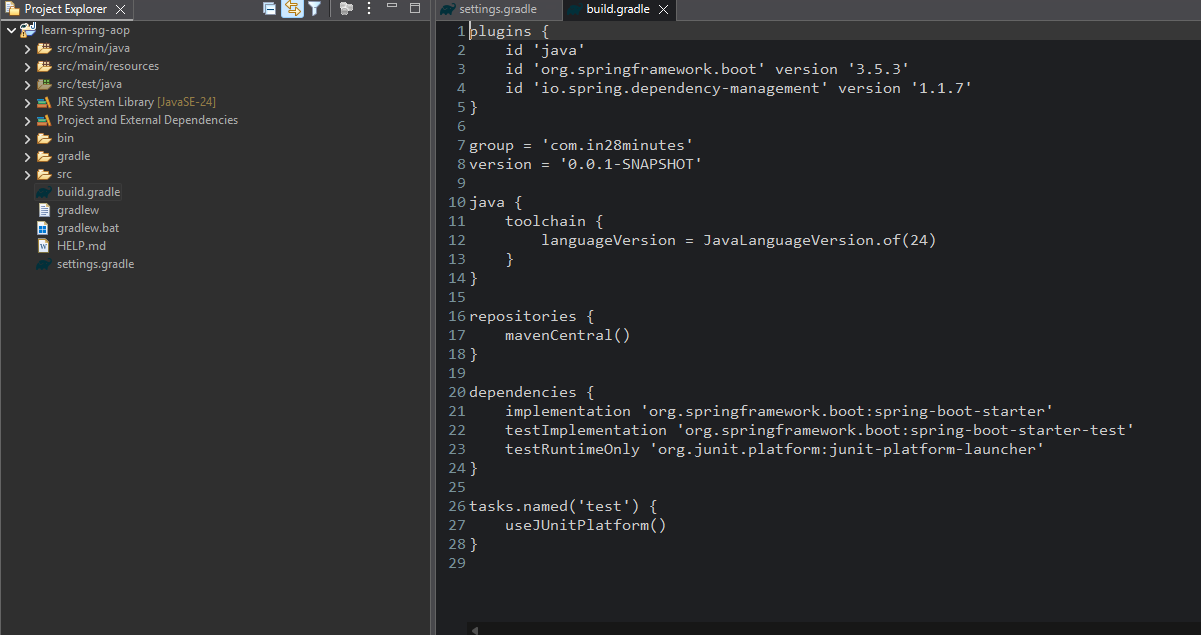 Project Explorer
learn-spring-aop
src/main/java
src/main/resources
src/test/java
JRE System Library [JavaSE-24]
Project and External Dependencies
bin
gradle
src
build.gradle
gradlew
gradlew.bat
HELP.md
settings.gradle
settings.gradle
build.gradle
1 plugins {
2     id 'java'
3     id 'org.springframework.boot' version '3.5.3'
4     id 'io.spring.dependency-management' version '1.1.7'
5 }
6
7 group = 'com.in28minutes'
8 version = '0.0.1-SNAPSHOT'
9
10 java {
11     toolchain {
12         languageVersion = JavaLanguageVersion.of(24)
13     }
14 }
15
16 repositories {
17     mavenCentral()
18 }
19
20 dependencies {
21     implementation 'org.springframework.boot:spring-boot-starter'
22     testImplementation 'org.springframework.boot:spring-boot-starter-test'
23     testRuntimeOnly 'org.junit.platform:junit-platform-launcher'
24 }
25
26 tasks.named('test') {
27     useJUnitPlatform()
28 }
29